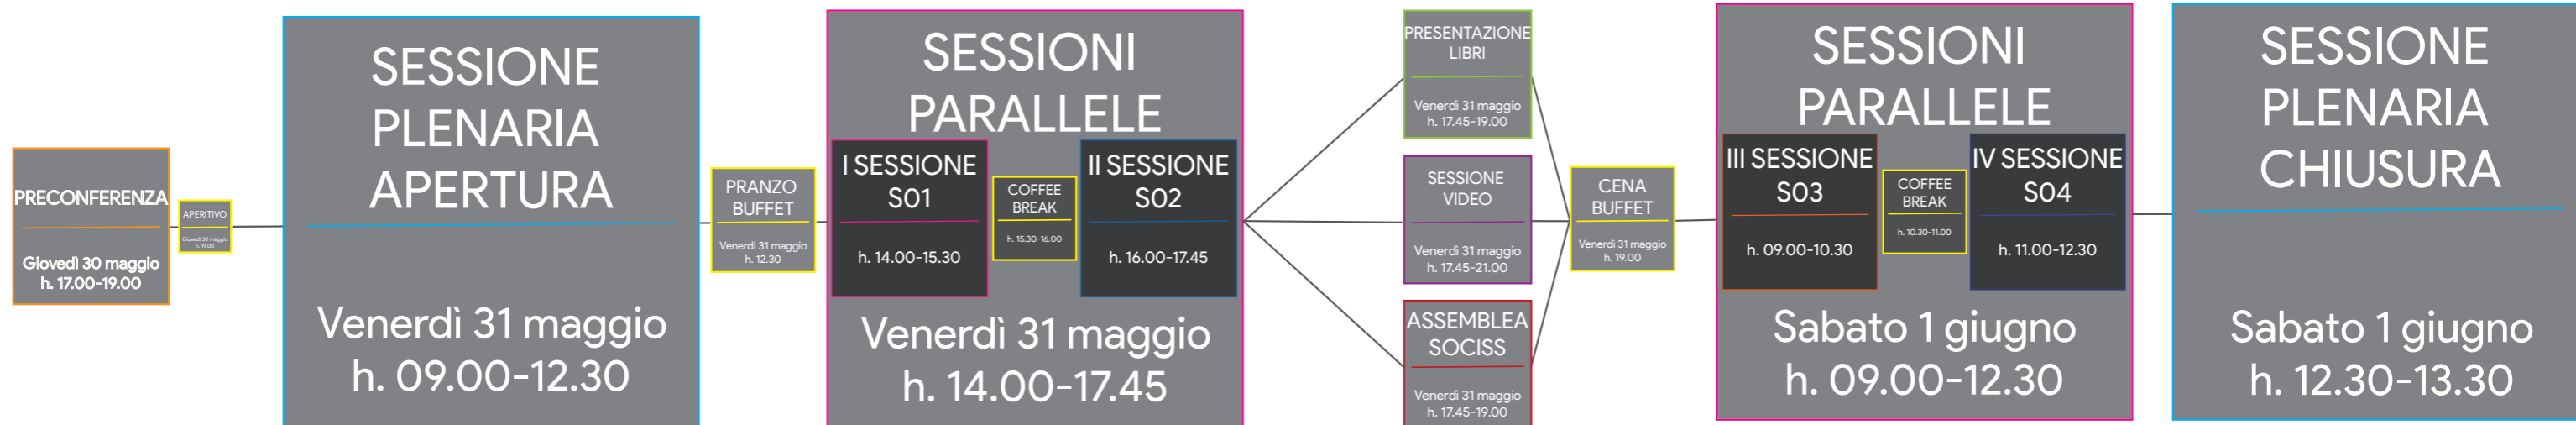 PRECONFERENZA
Giovedì 30 maggio
h. 17.00-19.00
APERITIVO
Giovedì 30 maggio
h. 19.00
SESSIONE
PLENARIA
APERTURA
Venerdì 31 maggio
h. 09.00-12.30
PRANZO
BUFFET
Venerdì 31 maggio
h. 12.30
SESSIONI
PARALLELE
I SESSIONE
S01
h. 14.00-15.30
COFFEE
BREAK
h. 15.30-16.00
II SESSIONE
S02
h. 16.00-17.45
Venerdì 31 maggio
h. 14.00-17.45
PRESENTAZIONE
LIBRI
Venerdì 31 maggio
h. 17.45-19.00
SESSIONE
VIDEO
Venerdì 31 maggio
h. 17.45-21.00
ASSEMBLEA
SOCISS
Venerdì 31 maggio
h. 17.45-19.00
CENA
BUFFET
Venerdì 31 maggio
h. 19.00
SESSIONI
PARALLELE
III SESSIONE
S03
h. 09.00-10.30
COFFEE
BREAK
h. 10.30-11.00
IV SESSIONE
S04
h. 11.00-12.30
Sabato 1 giugno
h. 09.00-12.30
SESSIONE
PLENARIA
CHIUSURA
Sabato 1 giugno
h. 12.30-13.30